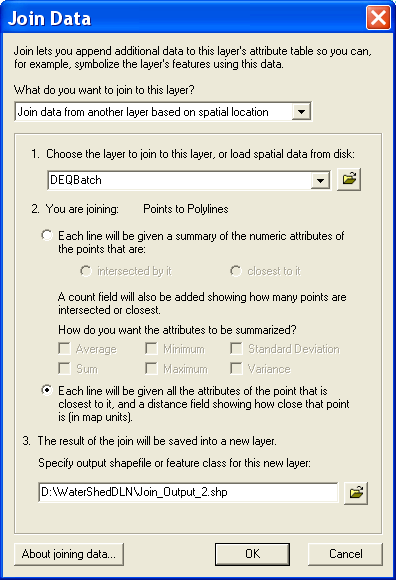 Join Data
Join lets you append additional data to this layer's attribute table so you can,
for example, symbolize the layer's features using this data.
What do you want to join to this layer?
Join data from another layer based on spatial location
1. Choose the layer to join to this layer, or load spatial data from disk:
DEQBatch
2. You are joining: Points to Polylines
Each line will be given a summary of the numeric attributes of
the points that are:
intersected by it closest to it
A count field will also be added showing how many points are
intersected or closest.
How do you want the attributes to be summarized?
Average Minimum Standard Deviation
Sum Maximum Variance
Each line will be given all the attributes of the point that is
closest to it, and a distance field showing how close that point
is (in map units).
3. The result of the join will be saved into a new layer.
Specify output shapefile or feature class for this new layer:
D:\WaterShedDLN\Join_Output_2.shp
About joining data... OK Cancel